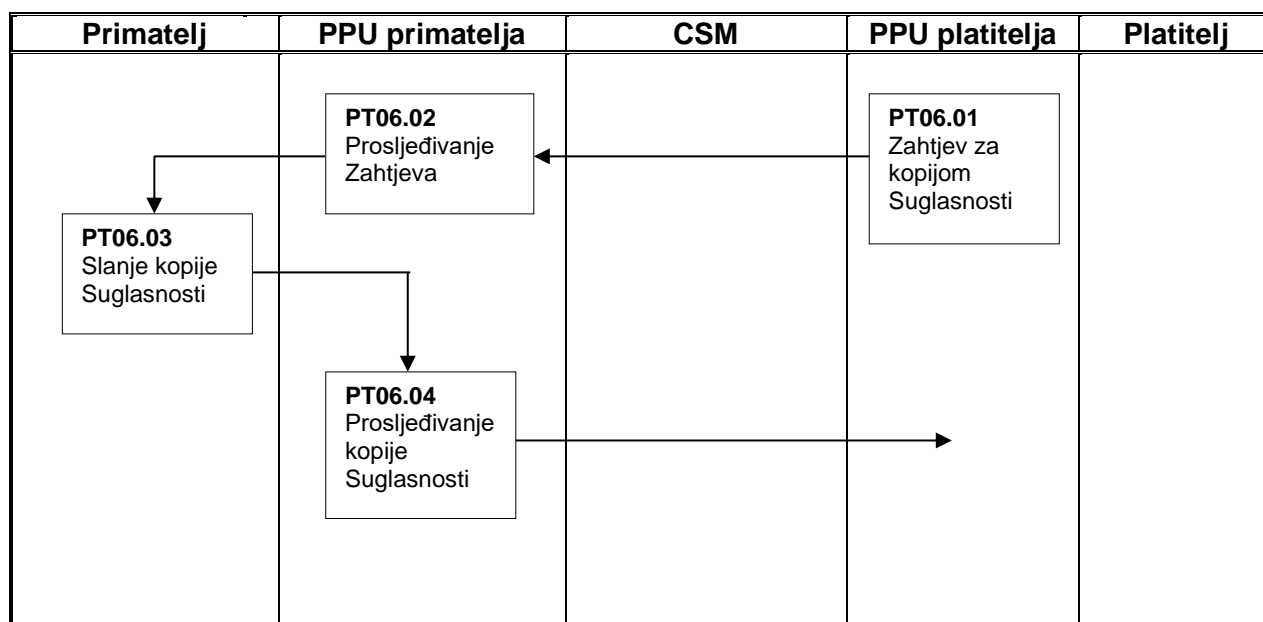 Primatelj PPU primatelja CSM PPU platitelja Platitelj
PT06.02
Prosljeđivanje
Zahtjeva
PT06.01
Zahtjev za
kopijom
Suglasnosti
PT06.03
Slanje kopije
Suglasnosti
PT06.04
Prosljeđivanje
kopije
Suglasnosti